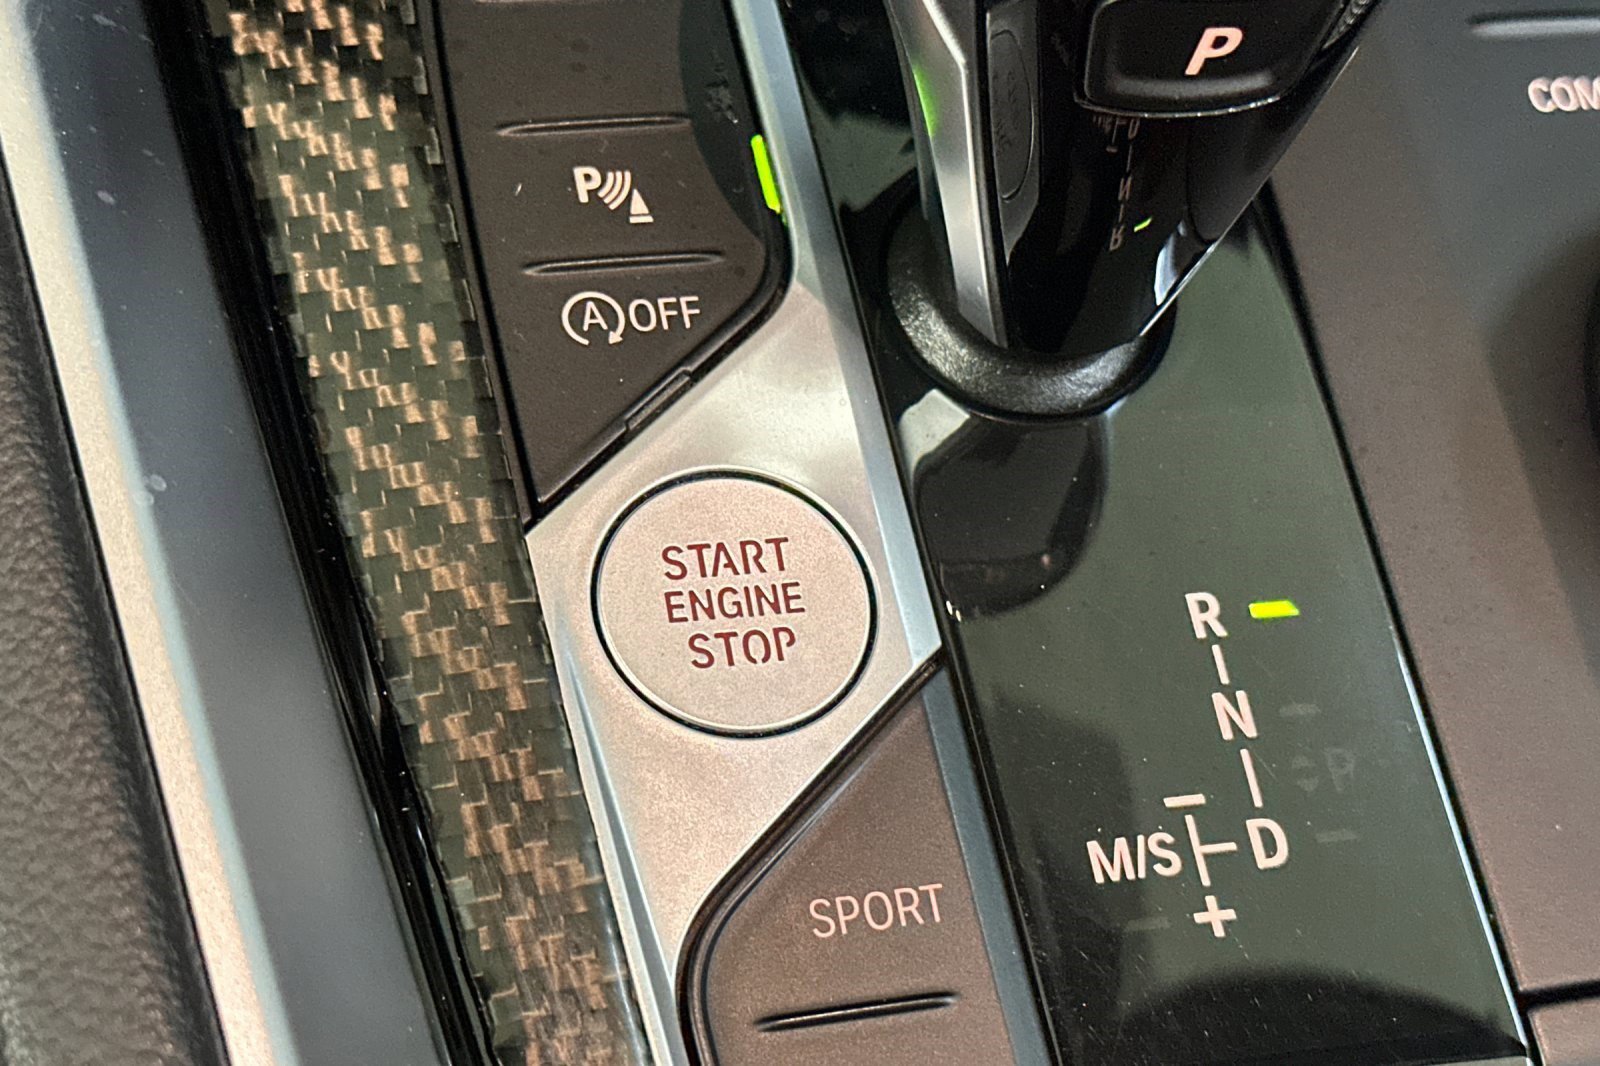 P
COM
P
A OFF
START
ENGINE
STOP
R
N
M/S D
+
SPORT